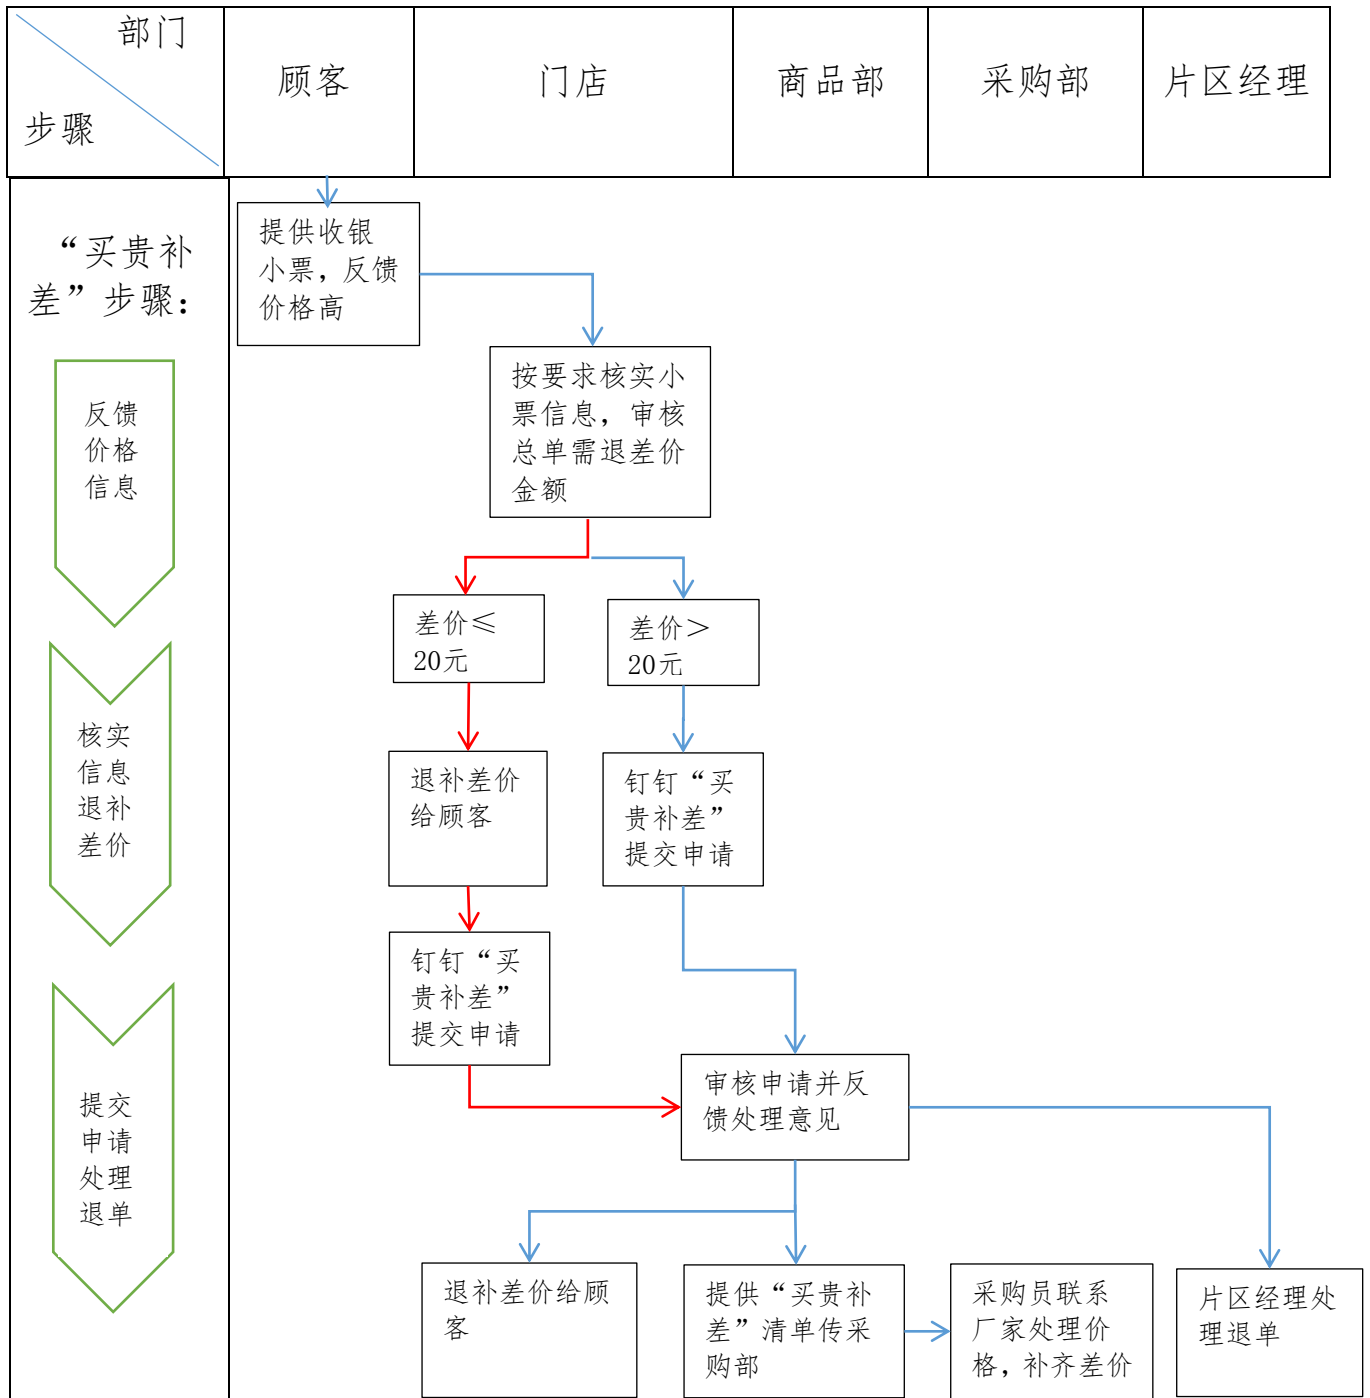 部门
步骤
顾客
门店
商品部
采购部
片区经理
“买贵补
差”步骤：
反馈
价格
信息
核实
信息
退补
差价
提交
申请
处理
退单
提供收银
小票，反馈
价格高
按要求核实小
票信息，审核
总单需退差价
金额
差价≤
20元
差价＞
20元
退补差价
给顾客
钉钉“买
贵补差”
提交申请
钉钉“买
贵补差”
提交申请
审核申请并反
馈处理意见
退补差价给顾
客
提供“买贵补
差”清单传采
购部
采购员联系
厂家处理价
格，补齐差价
片区经理处
理退单